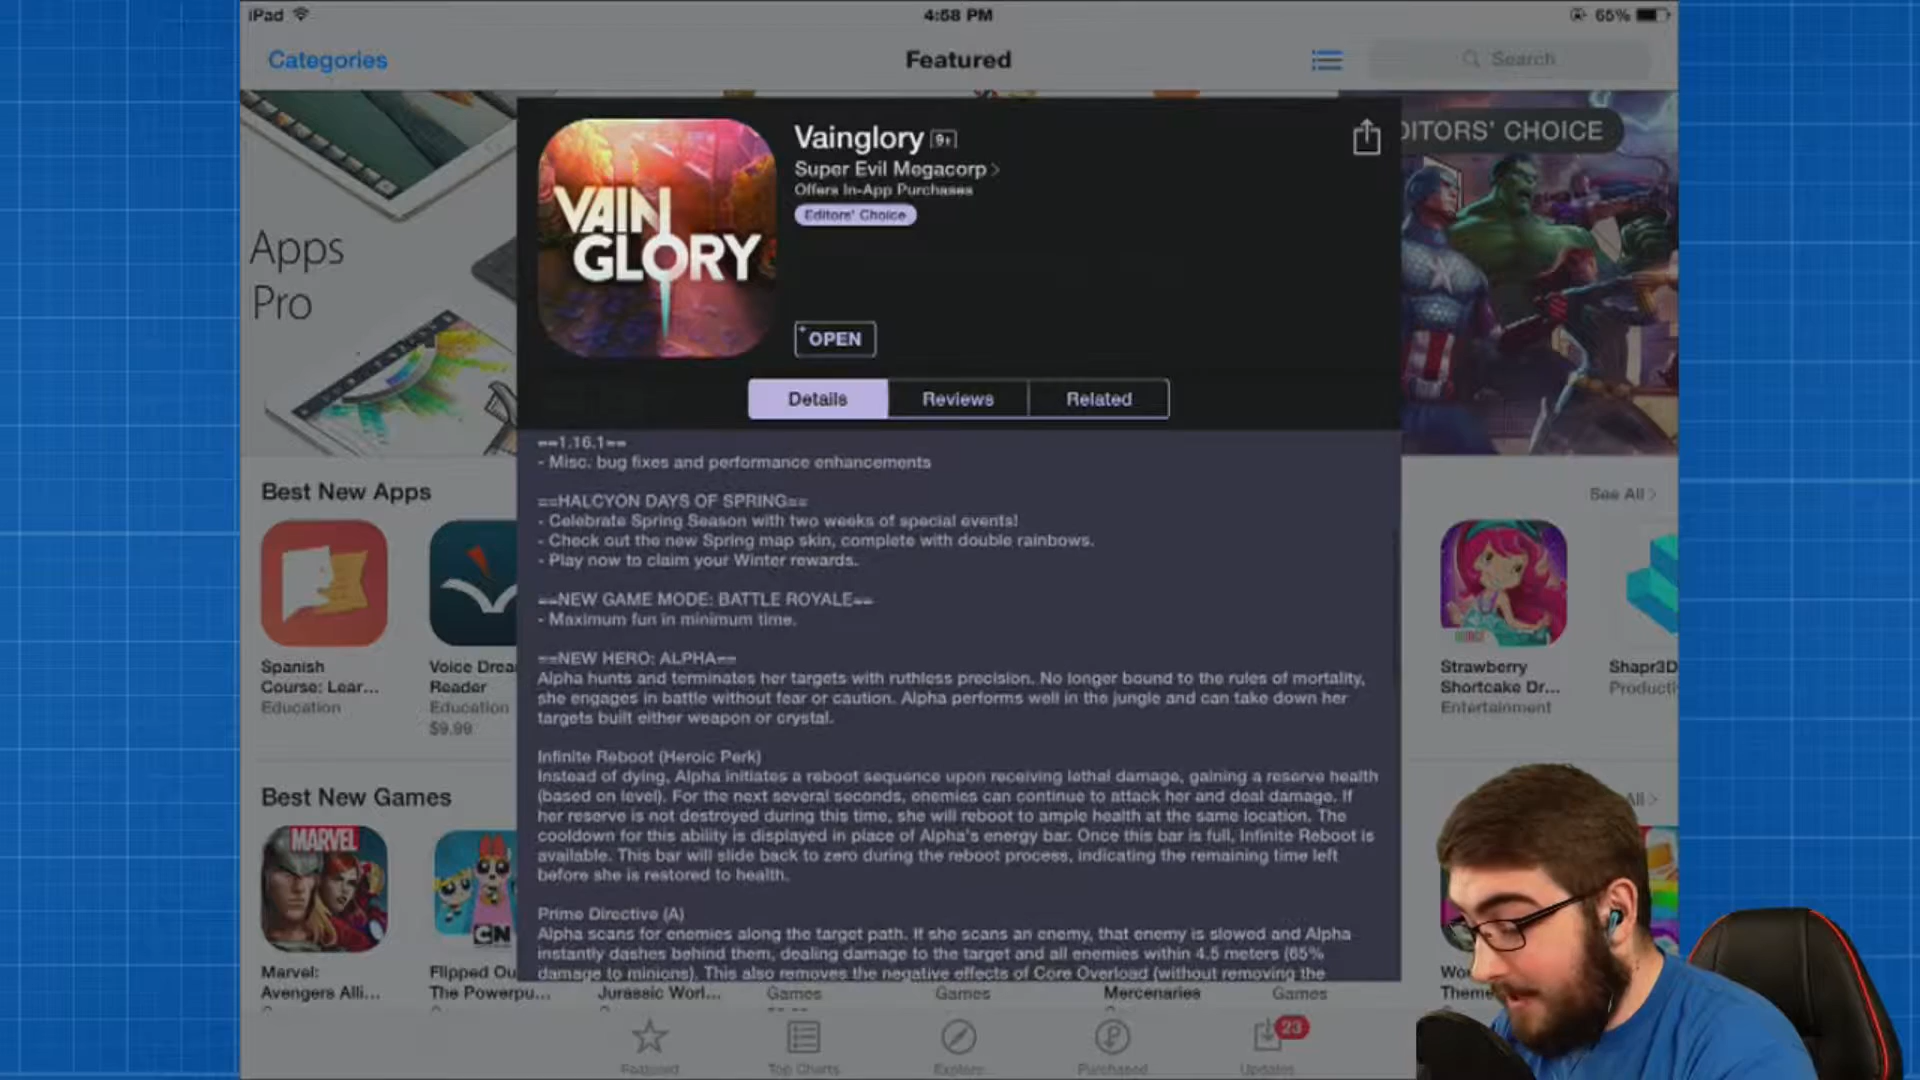 iPad
4:58 PM
65%
Categories
Featured
Search
Apps
Pro
EDITORS' CHOICE
VAIN
GLORY
Vainglory 9+
Super Evil Megacorp >
Offers In-App Purchases
Editors' Choice
+
OPEN
Details
Reviews
Related
==1.16.1==
- Misc. bug fixes and performance enhancements
==HALCYON DAYS OF SPRING==
- Celebrate Spring Season with two weeks of special events!
- Check out the new Spring map skin, complete with double rainbows.
- Play now to claim your Winter rewards.
==NEW GAME MODE: BATTLE ROYALE==
- Maximum fun in minimum time.
==NEW HERO: ALPHA==
Alpha hunts and terminates her targets with ruthless precision. No longer bound to the rules of mortality,
she engages in battle without fear or caution. Alpha performs well in the jungle and can take down her
targets built either weapon or crystal.
Infinite Reboot (Heroic Perk)
Instead of dying, Alpha initiates a reboot sequence upon receiving lethal damage, gaining a reserve health
(based on level). For the next several seconds, enemies can continue to attack her and deal damage. If
her reserve is not destroyed during this time, she will reboot to ample health at the same location. The
cooldown for this ability is displayed in place of Alpha's energy bar. Once this bar is full, Infinite Reboot is
available. This bar will slide back to zero during the reboot process, indicating the remaining time left
before she is restored to health.
Prime Directive (A)
Alpha scans for enemies along the target path. If she scans an enemy, that enemy is slowed and Alpha
instantly dashes behind them, dealing damage to the target and all enemies within 4.5 meters (65%
damage to minions). This also removes the negative effects of Core Overload (without removing the
Best New Apps
See All >
Spanish
Course: Lear...
Education
Voice Drea
Reader
Education
$9.99
Strawberry
Shortcake Dr...
Entertainment
Shapr3D
Producti
Best New Games
All >
MARVEL
CN
Marvel:
Avengers Alli...
Flipped Ou
The Powerpu...
Jurassic Worl...
Games
Games
Mercenaries
Games
Wo
Theme
Featured
Top Charts
Explore
Purchased
Updates
23